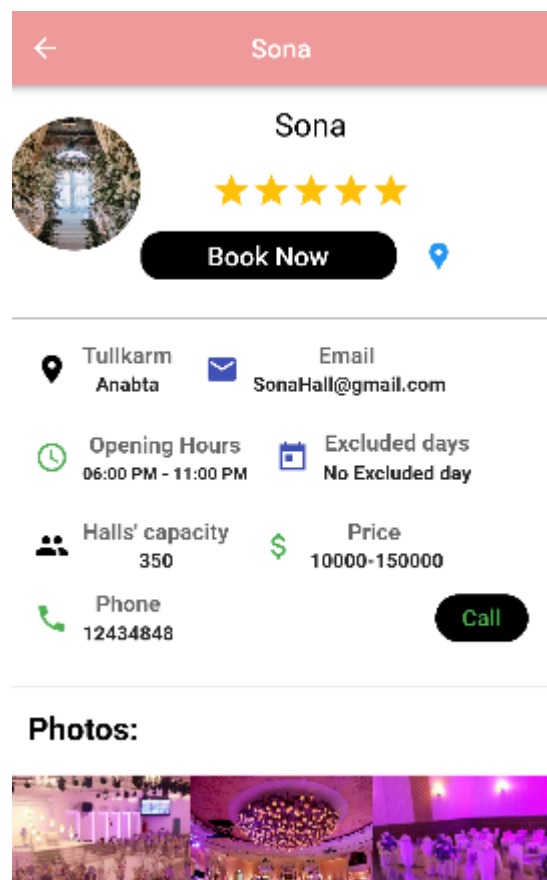 Sona
Sona
Book Now
Tullkarm
Anabta
Email
SonaHall@gmail.com
Opening Hours
06:00 PM - 11:00 PM
Excluded days
No Excluded day
Halls' capacity
350
Price
10000-150000
Phone
12434848
Call
Photos: